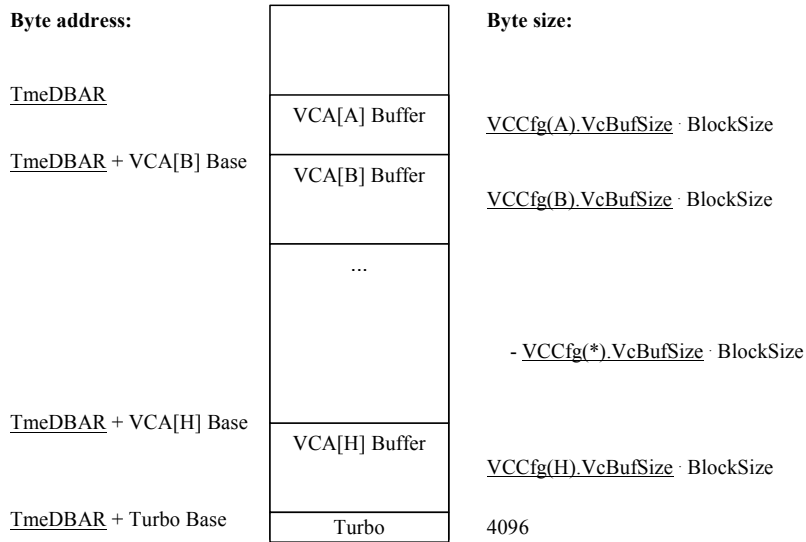 Byte address:
Byte size:
TmeDBAR
VCA[A] Buffer
VCCfg(A).VcBufSize · BlockSize
TmeDBAR + VCA[B] Base
VCA[B] Buffer
VCCfg(B).VcBufSize · BlockSize
...
- VCCfg(*).VcBufSize · BlockSize
TmeDBAR + VCA[H] Base
VCA[H] Buffer
VCCfg(H).VcBufSize · BlockSize
TmeDBAR + Turbo Base
Turbo
4096